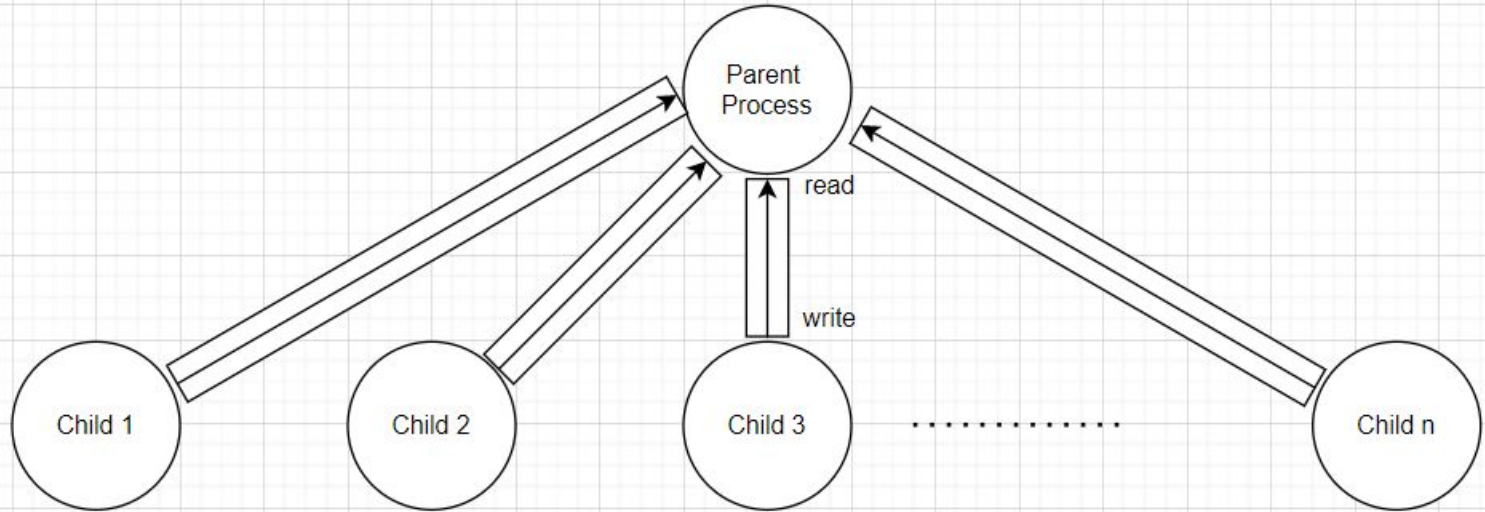 Parent
Process
read
write
Child 1
Child 2
Child 3
Child n